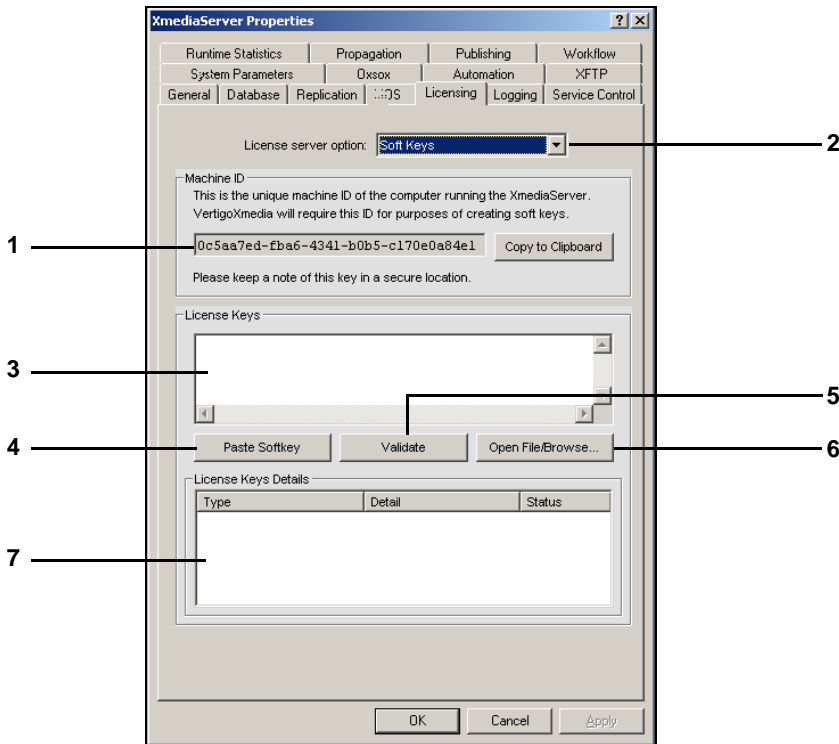 XmediaServer Properties
Runtime Statistics Propagation Publishing Workflow
System Parameters Oxsox Automation XFTP
General Database Replication Licensing Logging Service Control
License server option: Soft Keys
2
Machine ID
This is the unique machine ID of the computer running the XmediaServer.
VertigoXmedia will require this ID for purposes of creating soft keys.
1
0c5aa7ed-fba6-4341-b0b5-c170e0a84e1 Copy to Clipboard
Please keep a note of this key in a secure location.
License Keys
3
5
4
Paste Softkey Validate Open File/Browse...
6
License Keys Details
Type Detail Status
7
OK Cancel Apply